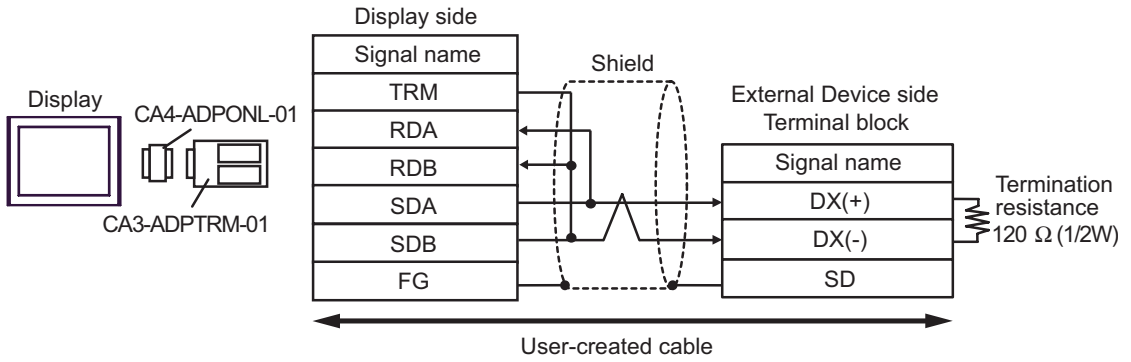 Display side
Signal name
TRM
RDA
RDB
SDA
SDB
FG
Shield
Display
CA4-ADPONL-01
CA3-ADPTRM-01
External Device side
Terminal block
Signal name
DX(+)
DX(-)
SD
Termination
resistance
120 Ω (1/2W)
User-created cable